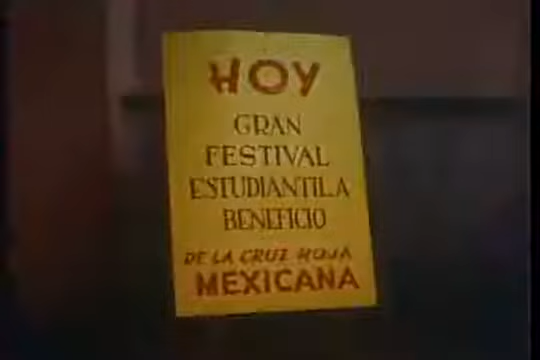 HOY
GRAN
FESTIVAL
ESTUDIANTIL A
BENEFICIO
DE LA CRUZ ROJA
MEXICANA